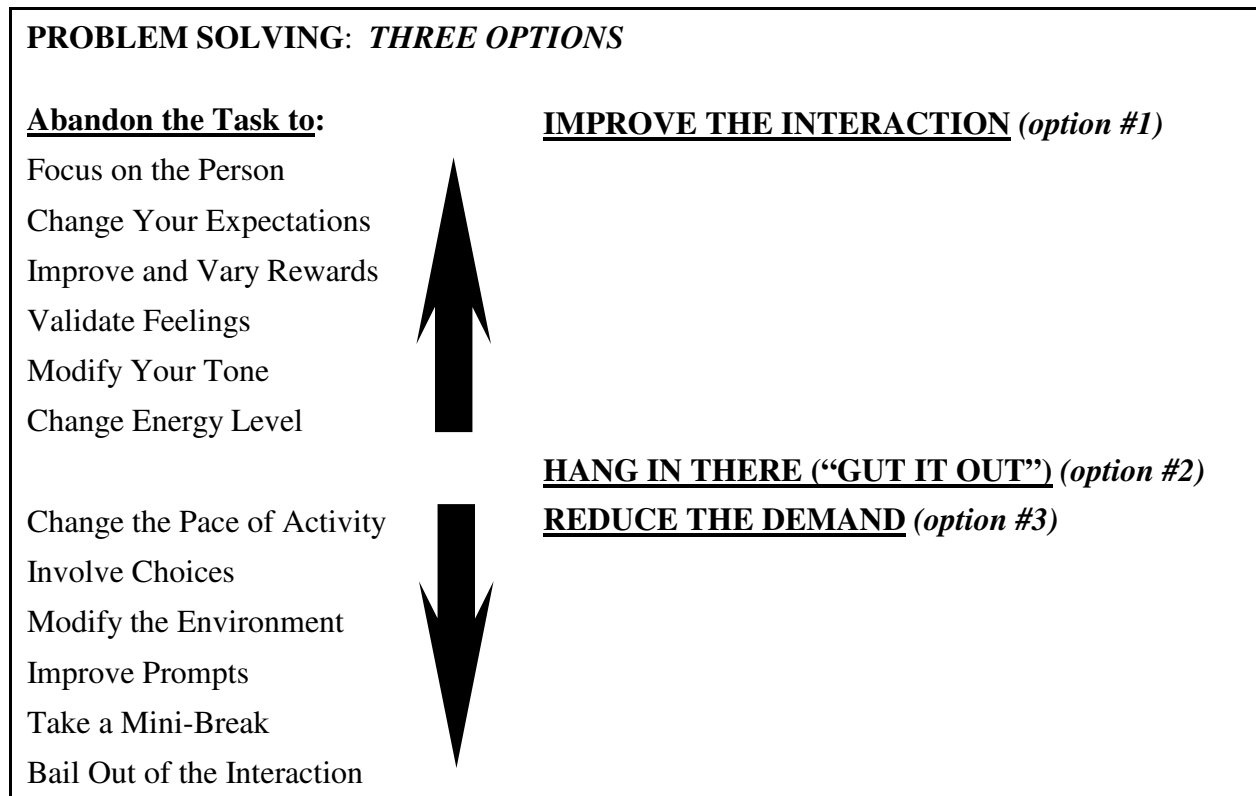 PROBLEM SOLVING: THREE OPTIONS
Abandon the Task to: IMPROVE THE INTERACTION (option #1)
Focus on the Person
Change Your Expectations
Improve and Vary Rewards
Validate Feelings
Modify Your Tone
Change Energy Level
HANG IN THERE (“GUT IT OUT”) (option #2)
Change the Pace of Activity REDUCE THE DEMAND (option #3)
Involve Choices
Modify the Environment
Improve Prompts
Take a Mini-Break
Bail Out of the Interaction